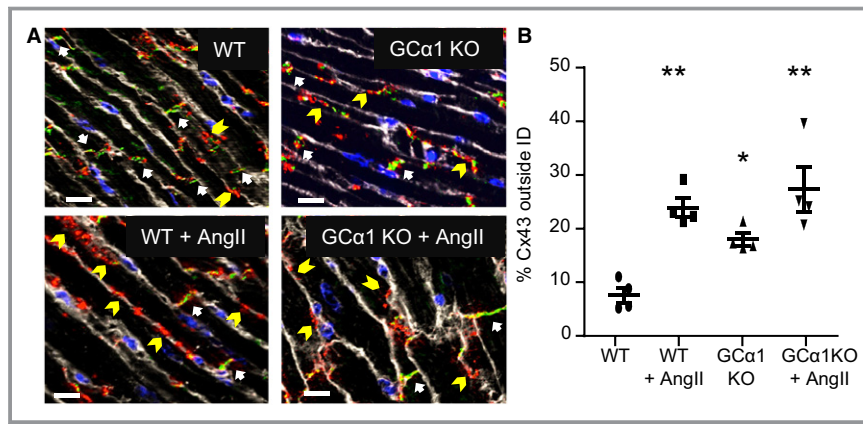 A
WT
GCα1 KO
WT + AngII
GCα1 KO + AngII
B
** **
*
% Cx43 outside ID
50
40
30
20
10
0
WT
WT
+ AngII
GCα1
KO
GCα1KO
+ AngII